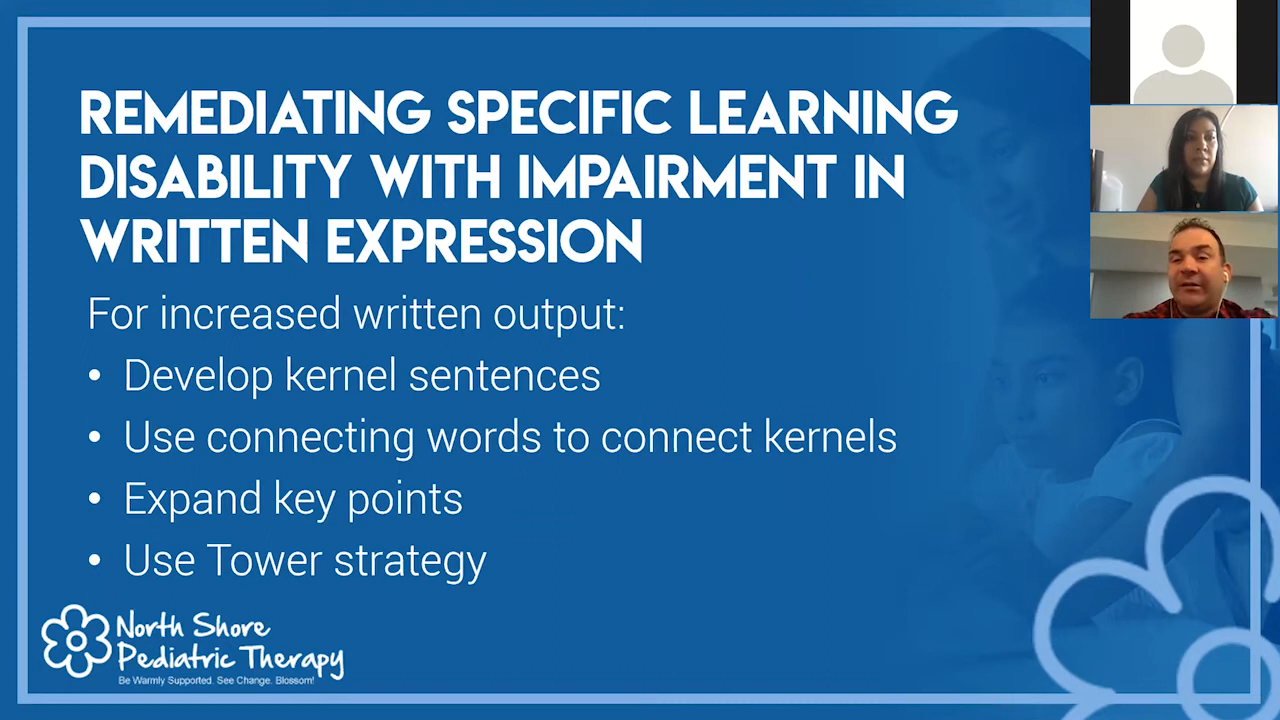 REMEDIATING SPECIFIC LEARNING
DISABILITY WITH IMPAIRMENT IN
WRITTEN EXPRESSION
For increased written output:
• Develop kernel sentences
• Use connecting words to connect kernels
• Expand key points
• Use Tower strategy
North Shore
Pediatric Therapy
Be Warmly Supported. See Change. Blossom!